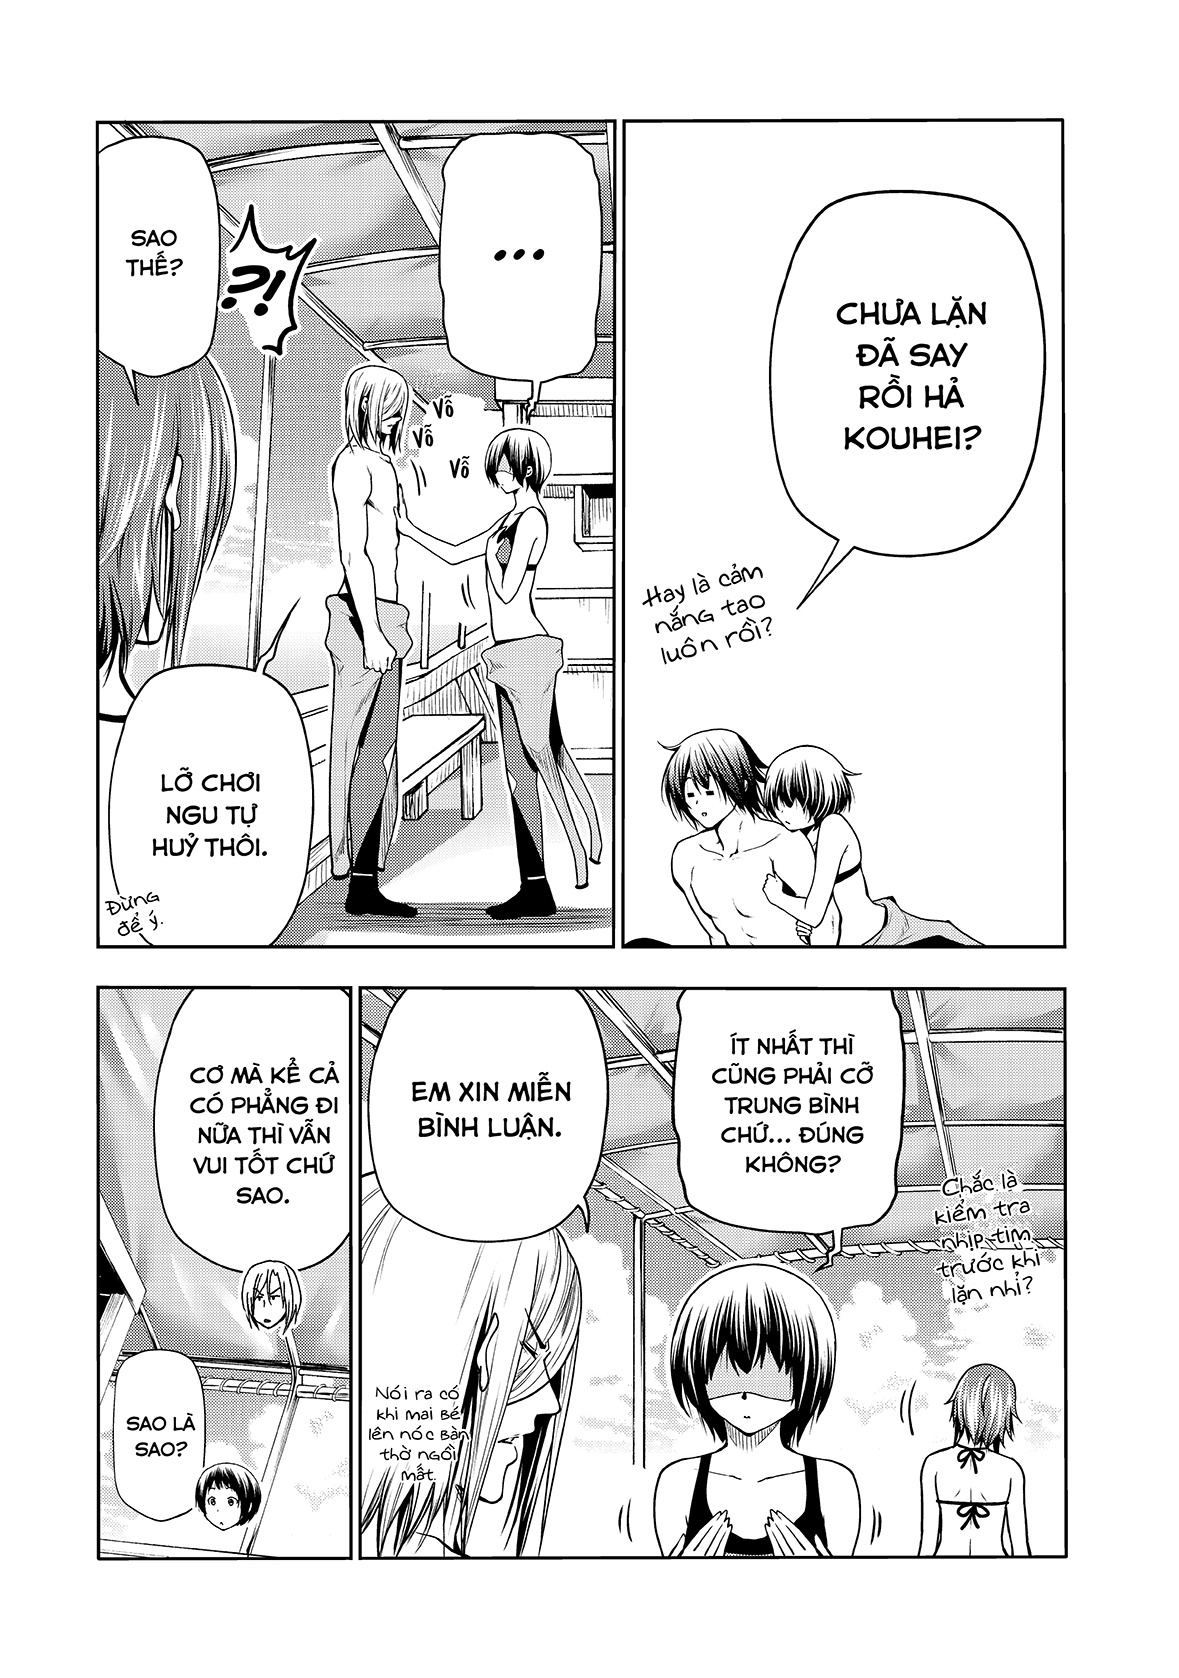 CHƯA LẶN
ĐÃ SAY
RỒI HẢ
KOUHEI?
Hay là cảm
nắng tao
luôn rồi?
...
Vỗ
Vỗ
Vỗ
?!
SAO
THẾ?
LỠ CHƠI
NGU TỰ
HUỶ THÔI.
Đừng
để ý.
ÍT NHẤT THÌ
CŨNG PHẢI CỠ
TRUNG BÌNH
CHỨ... ĐÚNG
KHÔNG?
Chắc là
kiểm tra
nhịp tim
trước khi
lặn nhỉ?
EM XIN MIỄN
BÌNH LUẬN.
Nói ra có
khi mai bé
lên nóc bàn
thờ ngồi
mất.
CƠ MÀ KỂ CẢ
CÓ PHẲNG ĐI
NỮA THÌ VẪN
VUI TỐT CHỨ
SAO.
SAO LÀ
SAO?